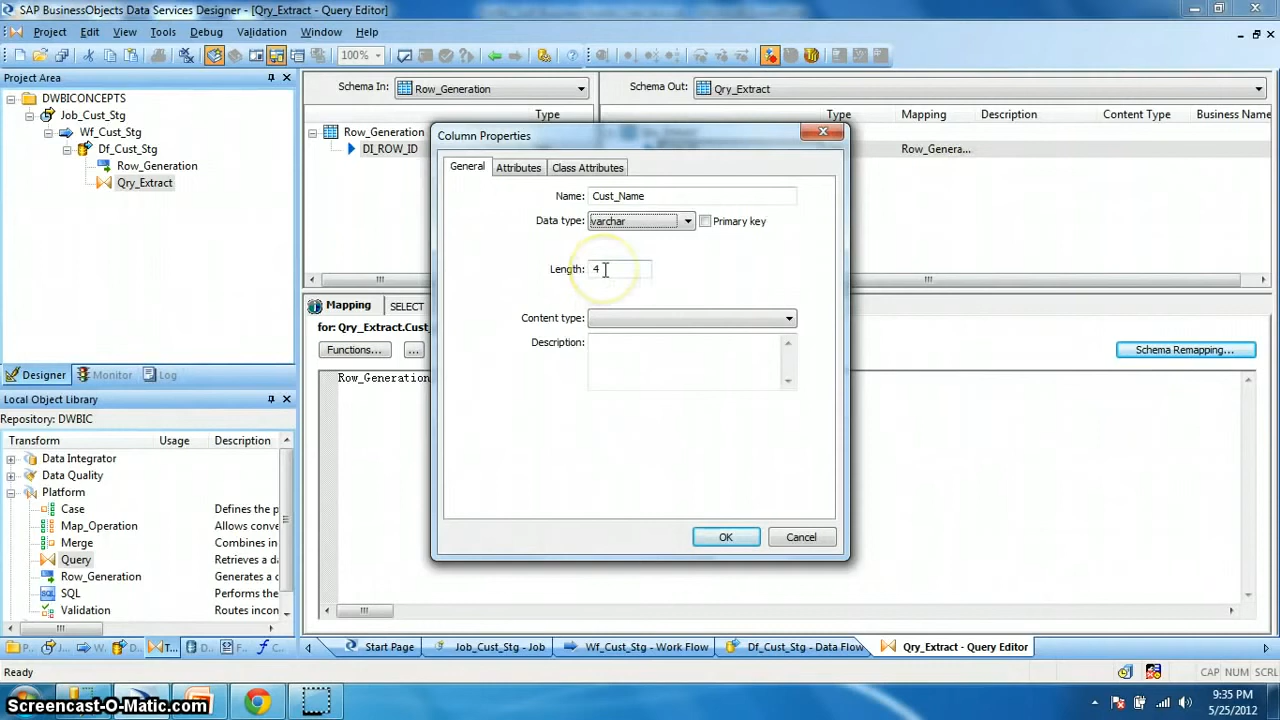 SAP BusinessObjects Data Services Designer - [Qry_Extract - Query Editor]
Project Edit View Tools Debug Validation Window Help
100%
Project Area
DWBICONCEPTS
Job_Cust_Stg
Wf_Cust_Stg
Df_Cust_Stg
Row_Generation
Qry_Extract
Designer Monitor Log
Local Object Library
Repository: DWBIC
Transform Usage Description
Data Integrator
Data Quality
Platform
Case Defines the p
Map_Operation Allows conve
Merge Combines in
Query Retrieves a da
Row_Generation Generates a c
SQL Performs the
Validation Routes incon
P... J... W... D... T... D... F... C...
Schema In: Row_Generation
Type
Row_Generation
DI_ROW_ID
Schema Out: Qry_Extract
Type Mapping Description Content Type Business Name
Row_Genera...
Column Properties
General Attributes Class Attributes
Name: Cust_Name
Data type: varchar Primary key
Length: 4
Content type:
Description:
OK Cancel
Mapping SELECT
for: Qry_Extract.Cust_
Functions... ... Schema Remapping...
Row_Generation
Start Page Job_Cust_Stg - Job Wf_Cust_Stg - Work Flow Df_Cust_Stg - Data Flow Qry_Extract - Query Editor
Ready CAP NUM SCRL
Screencast-O-Matic.com
9:35 PM
5/25/2012